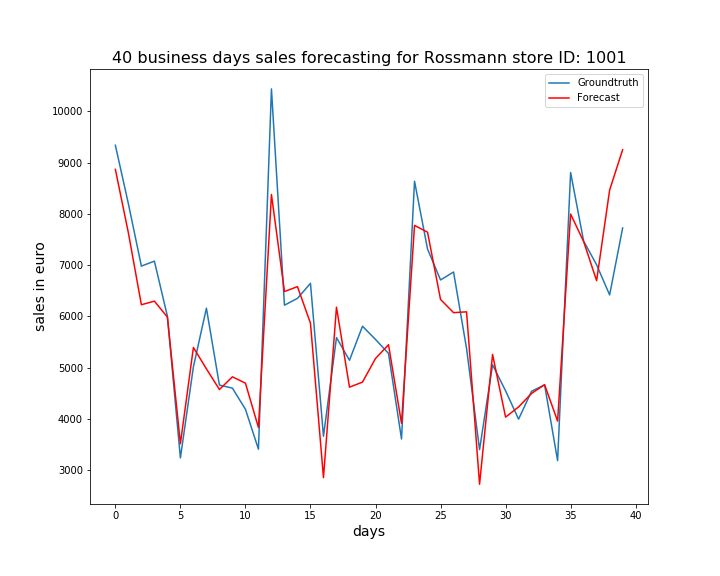 40 business days sales forecasting for Rossmann store ID: 1001
Groundtruth
Forecast
sales in euro
10000
9000
8000
7000
6000
5000
4000
3000
0 5 10 15 20 25 30 35 40
days